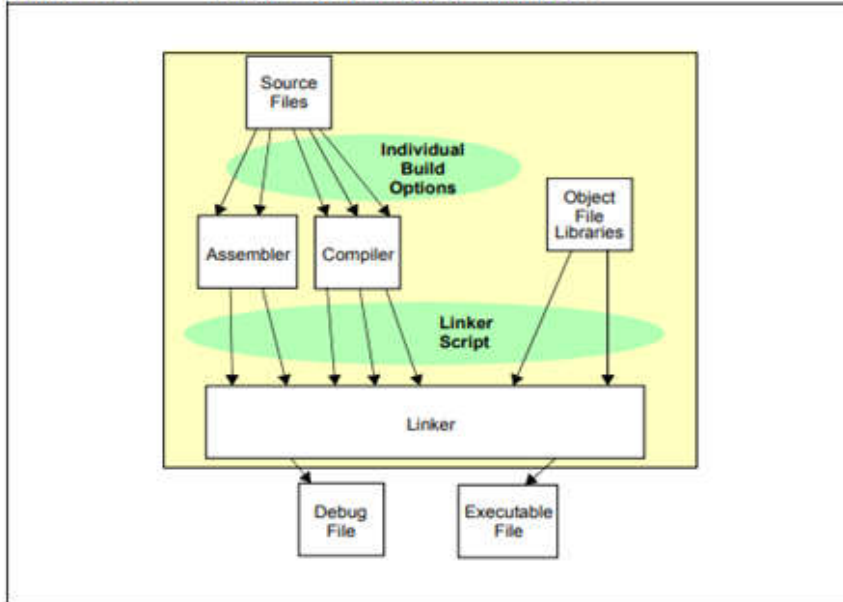 Source
Files
Individual
Build
Options
Object
File
Libraries
Assembler
Compiler
Linker
Script
Linker
Debug
File
Executable
File